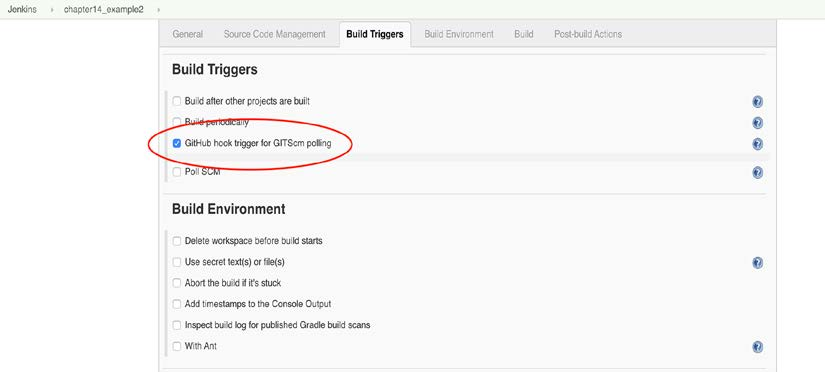 Jenkins › chapter14_example2 ›
General Source Code Management Build Triggers Build Environment Build Post-build Actions
Build Triggers
Build after other projects are built ?
Build periodically ?
GitHub hook trigger for GITScm polling ?
Poll SCM ?
Build Environment
Delete workspace before build starts
Use secret text(s) or file(s) ?
Abort the build if it's stuck
Add timestamps to the Console Output
Inspect build log for published Gradle build scans
With Ant ?